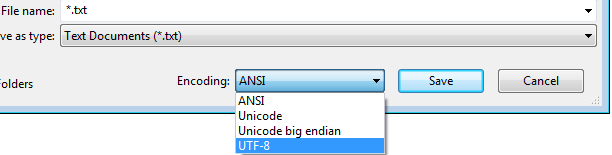 File name: *.txt
ve as type: Text Documents (*.txt)
Folders Encoding: ANSI Save Cancel
ANSI
Unicode
Unicode big endian
UTF-8